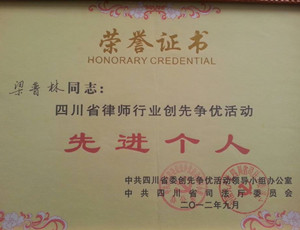 荣誉证书
HONORARY CREDENTIAL
梁青林同志:
四川省律师行业创先争优活动
先进个人
中共四川省委创先争优活动领导小组办公室
中共四川省司法厅委员会
二〇一二年九月